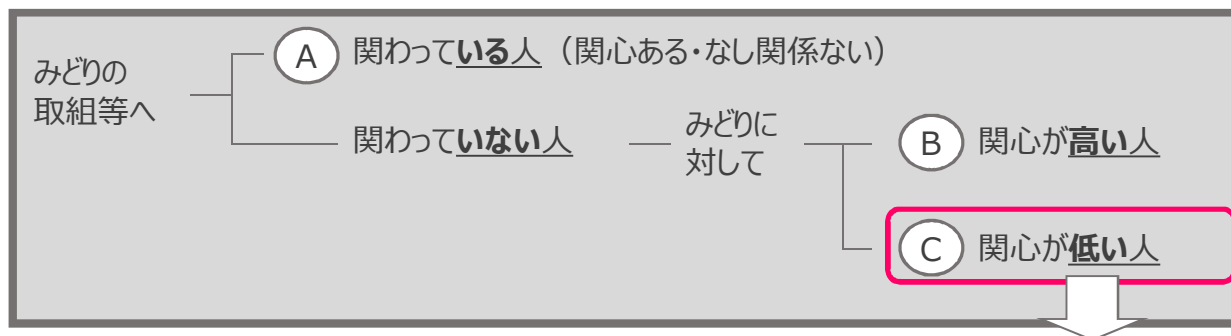 みどりの
取組等へ
A 関わっている人（関心ある・なし関係ない）
関わっていない人
みどりに
対して
B 関心が高い人
C 関心が低い人